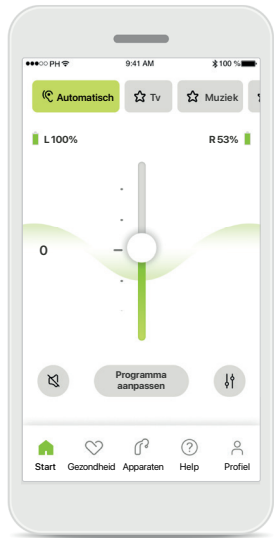 PH 9:41 AM 100 %
Automatisch Tv Muziek
L 100% R 53%
0
Programma
aanpassen
Start Gezondheid Apparaten Help Profiel